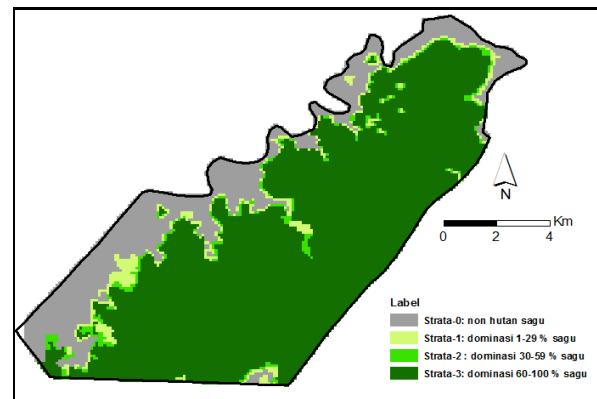 N
Km
0 2 4
Label
Strata-0: non hutan sagu
Strata-1: dominasi 1-29 % sagu
Strata-2 : dominasi 30-59 % sagu
Strata-3: dominasi 60-100 % sagu